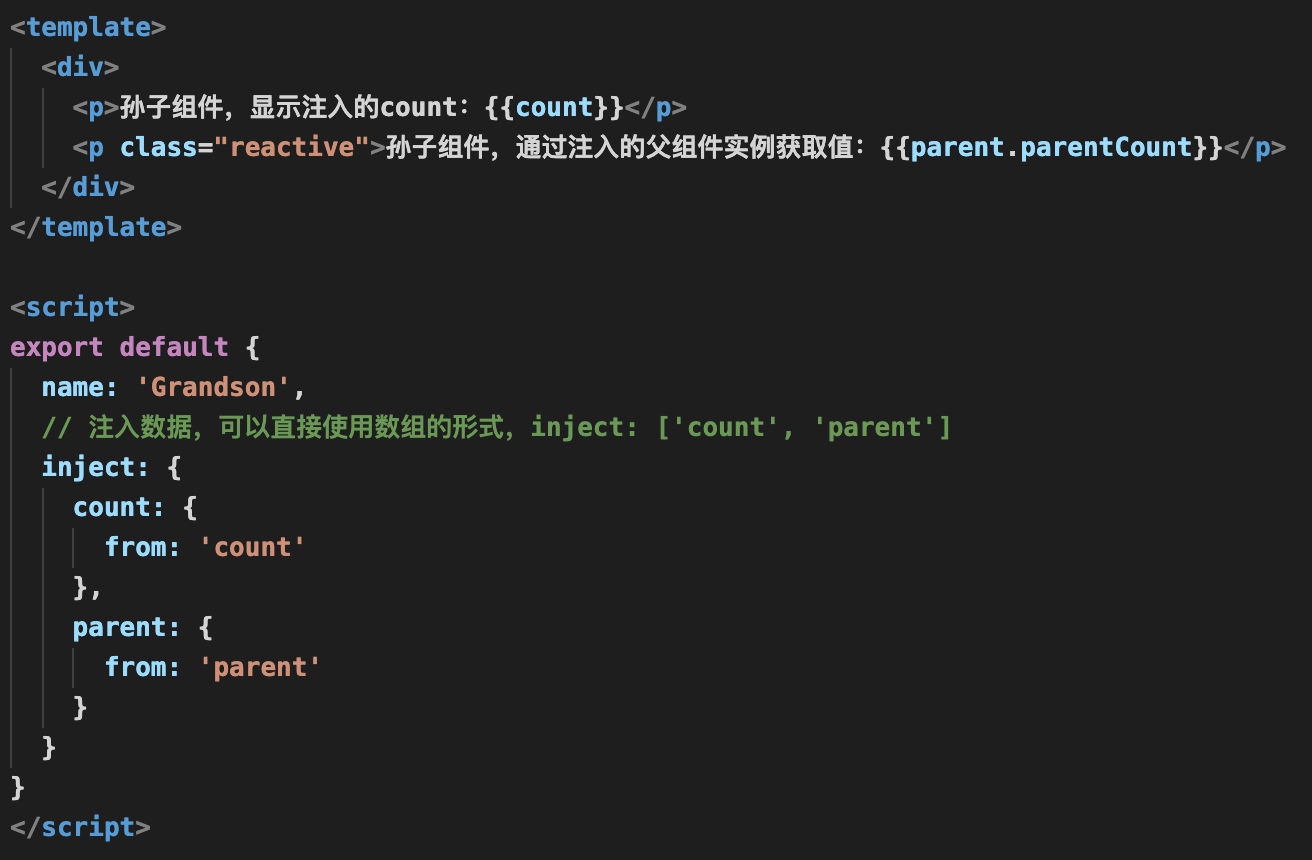 <template>
  <div>
    <p>孙子组件，显示注入的count：{{count}}</p>
    <p class="reactive">孙子组件，通过注入的父组件实例获取值：{{parent.parentCount}}</p>
  </div>
</template>

<script>
export default {
  name: 'Grandson',
  // 注入数据，可以直接使用数组的形式，inject: ['count', 'parent']
  inject: {
    count: {
      from: 'count'
    },
    parent: {
      from: 'parent'
    }
  }
}
</script>